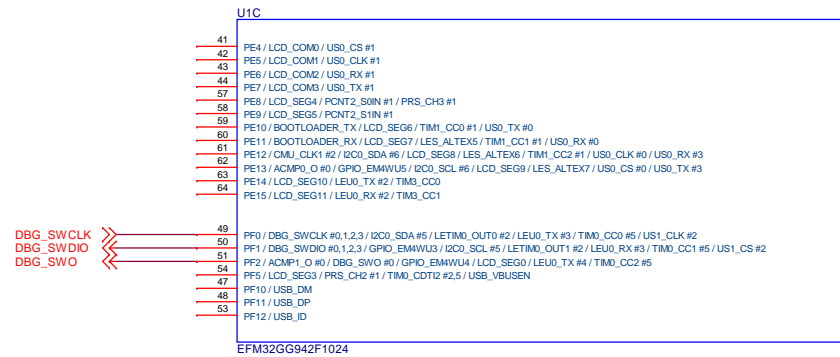 U1C
41 PE4 / LCD_COM0 / US0_CS #1
42 PE5 / LCD_COM1 / US0_CLK #1
43 PE6 / LCD_COM2 / US0_RX #1
44 PE7 / LCD_COM3 / US0_TX #1
57 PE8 / LCD_SEG4 / PCNT2_S0IN #1 / PRS_CH3 #1
58 PE9 / LCD_SEG5 / PCNT2_S1IN #1
59 PE10 / BOOTLOADER_TX / LCD_SEG6 / TIM1_CC0 #1 / US0_TX #0
60 PE11 / BOOTLOADER_RX / LCD_SEG7 / LES_ALTEX5 / TIM1_CC1 #1 / US0_RX #0
61 PE12 / CMU_CLK1 #2 / I2C0_SDA #6 / LCD_SEG8 / LES_ALTEX6 / TIM1_CC2 #1 / US0_CLK #0 / US0_RX #3
62 PE13 / ACMP0_O #0 / GPIO_EM4WU5 / I2C0_SCL #6 / LCD_SEG9 / LES_ALTEX7 / US0_CS #0 / US0_TX #3
63 PE14 / LCD_SEG10 / LEU0_TX #2 / TIM3_CC0
64 PE15 / LCD_SEG11 / LEU0_RX #2 / TIM3_CC1
DBG_SWCLK 49 PF0 / DBG_SWCLK #0,1,2,3 / I2C0_SDA #5 / LETIM0_OUT0 #2 / LEU0_TX #3 / TIM0_CC0 #5 / US1_CLK #2
DBG_SWDIO 50 PF1 / DBG_SWDIO #0,1,2,3 / GPIO_EM4WU3 / I2C0_SCL #5 / LETIM0_OUT1 #2 / LEU0_RX #3 / TIM0_CC1 #5 / US1_CS #2
DBG_SWO 51 PF2 / ACMP1_O #0 / DBG_SWO #0 / GPIO_EM4WU4 / LCD_SEG0 / LEU0_TX #4 / TIM0_CC2 #5
54 PF5 / LCD_SEG3 / PRS_CH2 #1 / TIM0_CDTI2 #2,5 / USB_VBUSEN
47 PF10 / USB_DM
48 PF11 / USB_DP
53 PF12 / USB_ID
EFM32GG942F1024